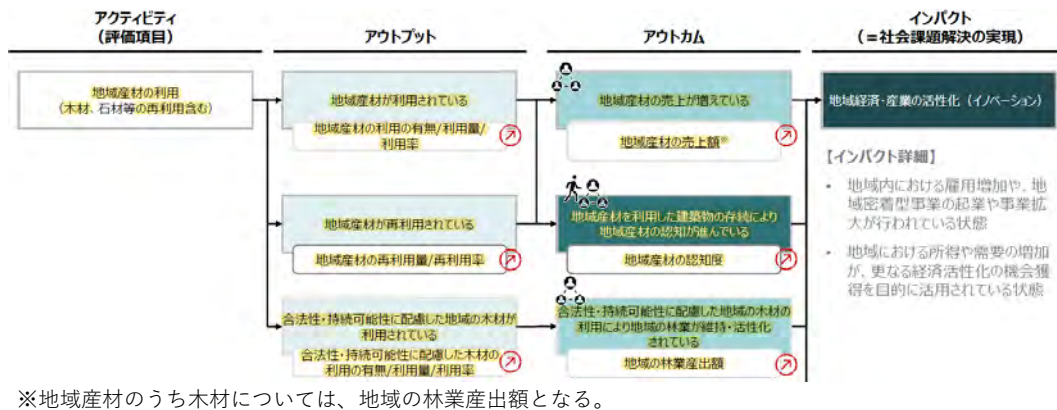 アクティビティ
(評価項目)
アウトプット
アウトカム
インパクト
(=社会課題解決の実現)
地域産材の利用
(木材、石材等の再利用含む)
地域産材が利用されている
地域産材の利用の有無/利用量/
利用率
地域産材の売上が増えている
地域産材の売上額※
地域経済・産業の活性化(イノベーション)
【インパクト詳細】
• 地域内における雇用増加や、地
域密着型事業の起業や事業拡
大が行われている状態
• 地域における所得や需要の増加
が、更なる経済活性化の機会獲
得を目的に活用されている状態
地域産材が再利用されている
地域産材の再利用量/再利用率
地域産材を利用した建築物の存続により
地域産材の認知が進んでいる
地域産材の認知度
合法性・持続可能性に配慮した地域の木材が
利用されている
合法性・持続可能性に配慮した木材の
利用の有無/利用量/利用率
合法性・持続可能性に配慮した地域の木材の
利用により地域の林業が維持・活性化
されている
地域の林業産出額
※地域産材のうち木材については、地域の林業産出額となる。